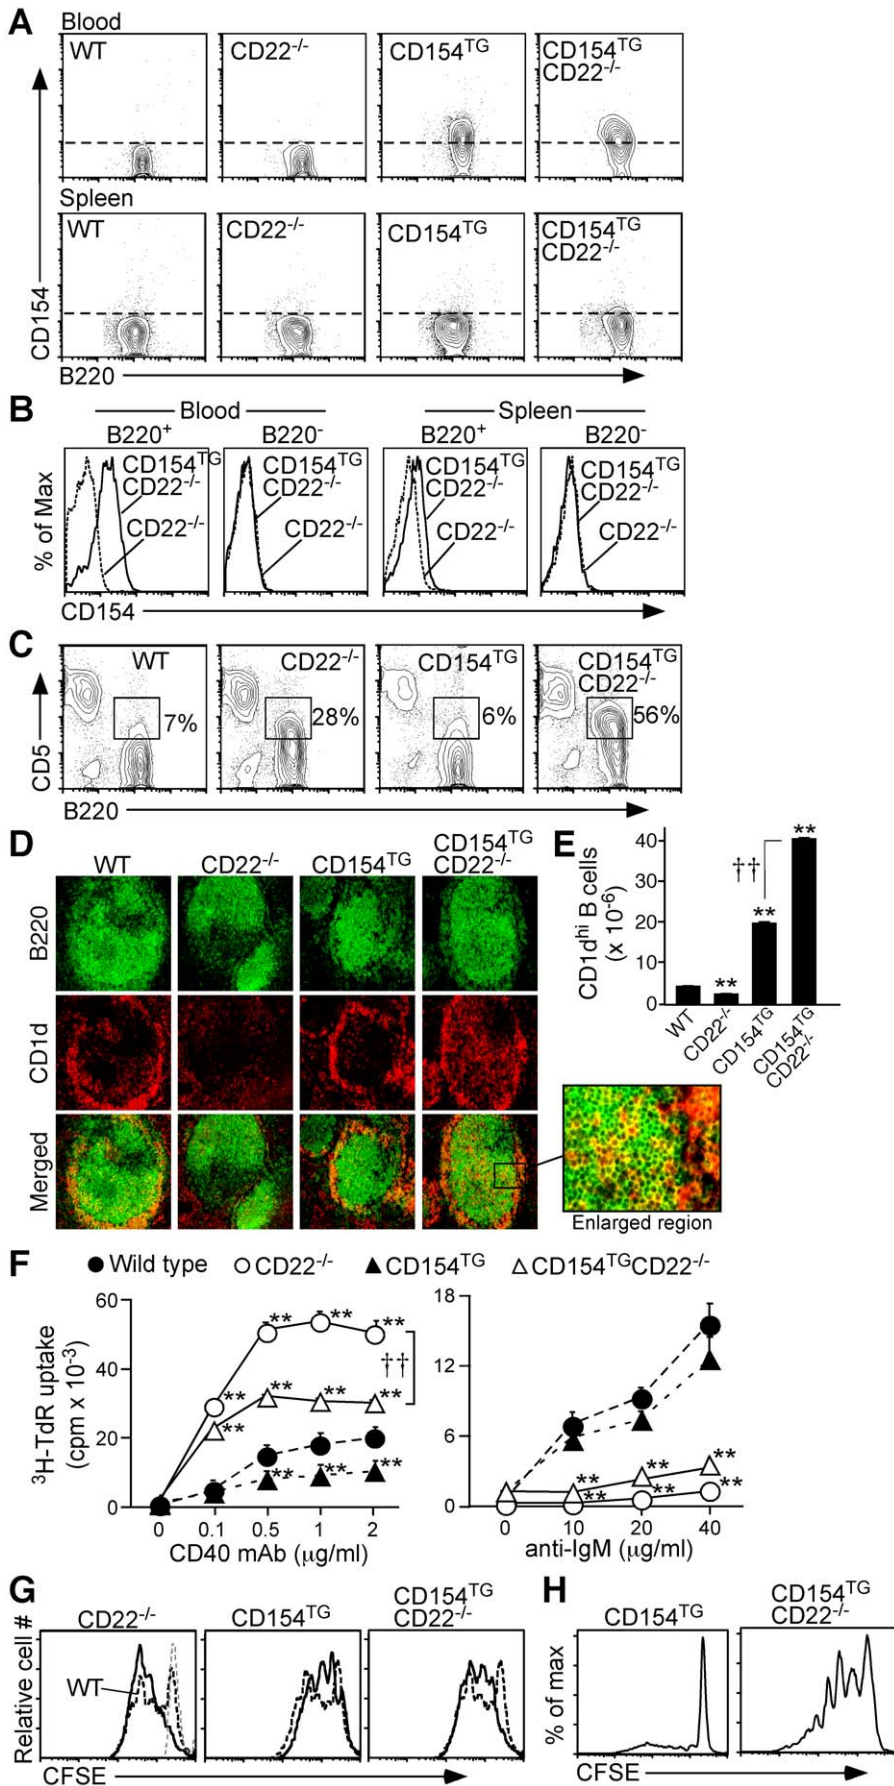 A
Blood
WT
CD22-/-
CD154TG
CD154TG
CD22-/-
Spleen
WT
CD22-/-
CD154TG
CD154TG
CD22-/-
CD154
B220
B
Blood
Spleen
B220+
B220-
B220+
B220-
CD154TG
CD22-/-
CD22-/-
CD154TG
CD22-/-
CD22-/-
CD154TG
CD22-/-
CD22-/-
CD154TG
CD22-/-
CD22-/-
% of Max
CD154
C
WT
7%
CD22-/-
28%
CD154TG
6%
CD154TG
CD22-/-
56%
CD5
B220
D
WT
CD22-/-
CD154TG
CD154TG
CD22-/-
B220
CD1d
Merged
Enlarged region
E
CD1dhi B cells
(x 10-6)
40
30
20
10
0
**
††
**
**
WT
CD22-/-
CD154TG
CD154TG
CD22-/-
F
Wild type
CD22-/-
CD154TG
CD154TGCD22-/-
3H-TdR uptake
(cpm x 10-3)
60
40
20
0
** ** ** **
††
** ** ** **
** ** **
0 0.1 0.5 1 2
CD40 mAb (µg/ml)
18
12
6
0
** ** **
** ** **
0 10 20 40
anti-IgM (µg/ml)
G
CD22-/-
CD154TG
CD154TG
CD22-/-
WT
Relative cell #
CFSE
H
CD154TG
CD154TG
CD22-/-
% of max
CFSE